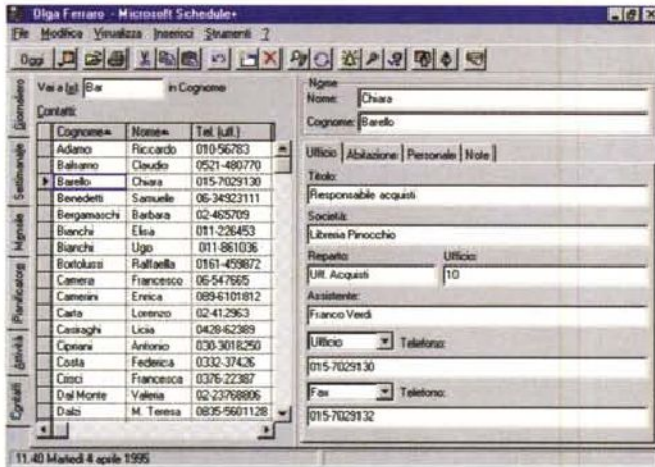 Olga Ferraro - Microsoft Schedule+
File Modifica Visualizza Inserisci Strumenti ?
Oggi
Vai a (g): Bar in Cognome
Contatti:
Cognome Nome Tel. (uff.)
Adamo Riccardo 010-56783
Balsamo Claudio 0521-480770
Barello Chiara 015-7029130
Benedetti Samuele 06-34923111
Bergamaschi Barbara 02-465709
Bianchi Elisa 011-226453
Bianchi Ugo 011-861036
Bortolussi Raffaella 0161-459872
Camera Francesco 06-547665
Camerini Enrica 089-6101812
Carta Lorenzo 02-412963
Casiraghi Licia 0428-62389
Cipriani Antonio 030-3018250
Costa Federica 0332-37426
Crisci Francesca 0376-22387
Dal Monte Valeria 02-23768806
Dalzi M. Teresa 0835-5601128
Giornaliero
Settimanale
Mensile
Planificatore
Attività
Contatti
Nome
Nome: Chiara
Cognome: Barello
Ufficio Abitazione Personale Note
Titolo:
Responsabile acquisti
Società:
Libreria Pinocchio
Reparto: Ufficio:
Uff. Acquisti 10
Assistente:
Franco Verdi
Ufficio Telefono:
015-7029130
Fax Telefono:
015-7029132
11.40 Martedì 4 aprile 1995